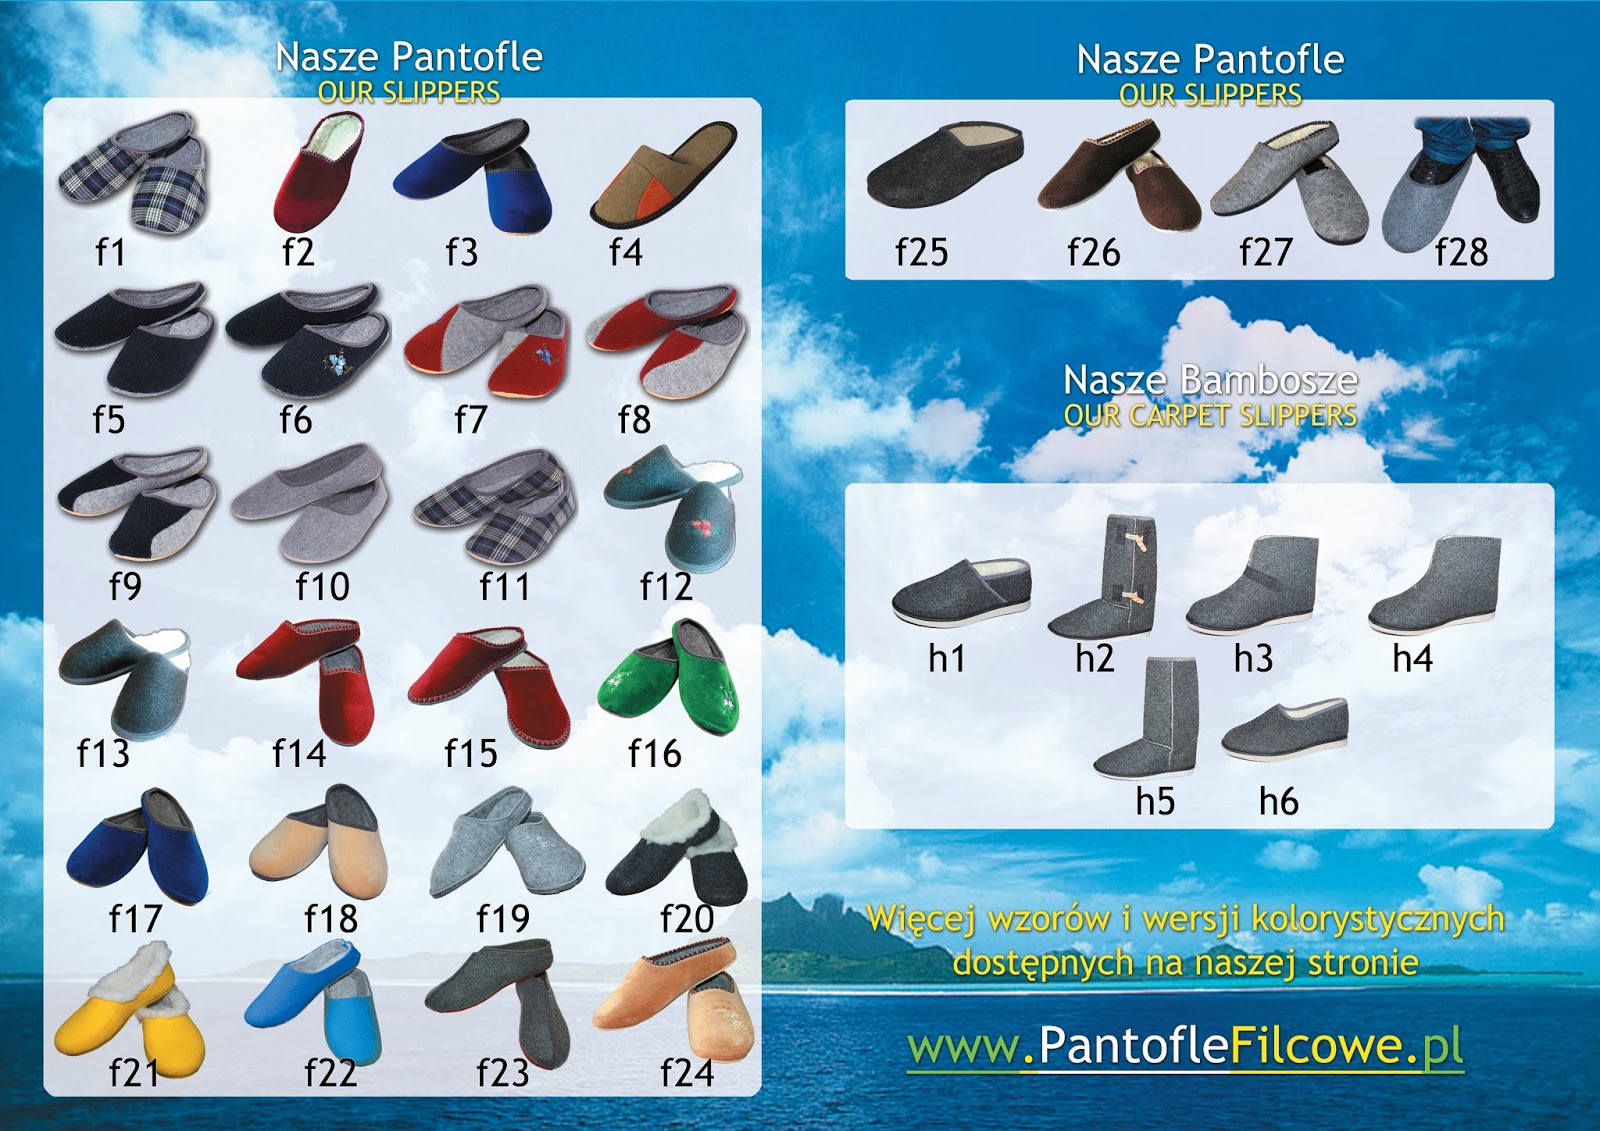 Nasze Pantofle
OUR SLIPPERS
f1 f2 f3 f4
f5 f6 f7 f8
f9 f10 f11 f12
f13 f14 f15 f16
f17 f18 f19 f20
f21 f22 f23 f24
Nasze Pantofle
OUR SLIPPERS
f25 f26 f27 f28
Nasze Bambosze
OUR CARPET SLIPPERS
h1 h2 h3 h4
h5 h6
Więcej wzorów i wersji kolorystycznych
dostępnych na naszej stronie
www.PantofleFilcowe.pl